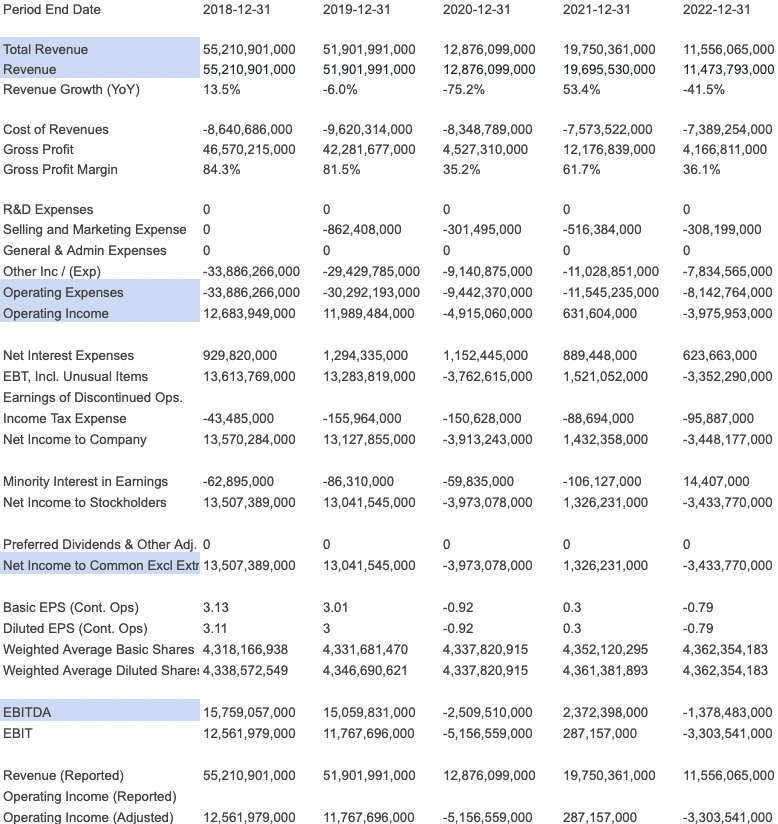 Period End Date 2018-12-31 2019-12-31 2020-12-31 2021-12-31 2022-12-31
Total Revenue 55,210,901,000 51,901,991,000 12,876,099,000 19,750,361,000 11,556,065,000
Revenue 55,210,901,000 51,901,991,000 12,876,099,000 19,695,530,000 11,473,793,000
Revenue Growth (YoY) 13.5% -6.0% -75.2% 53.4% -41.5%
Cost of Revenues -8,640,686,000 -9,620,314,000 -8,348,789,000 -7,573,522,000 -7,389,254,000
Gross Profit 46,570,215,000 42,281,677,000 4,527,310,000 12,176,839,000 4,166,811,000
Gross Profit Margin 84.3% 81.5% 35.2% 61.7% 36.1%
R&D Expenses 0 0 0 0 0
Selling and Marketing Expense 0 -862,408,000 -301,495,000 -516,384,000 -308,199,000
General & Admin Expenses 0 0 0 0 0
Other Inc / (Exp) -33,886,266,000 -29,429,785,000 -9,140,875,000 -11,028,851,000 -7,834,565,000
Operating Expenses -33,886,266,000 -30,292,193,000 -9,442,370,000 -11,545,235,000 -8,142,764,000
Operating Income 12,683,949,000 11,989,484,000 -4,915,060,000 631,604,000 -3,975,953,000
Net Interest Expenses 929,820,000 1,294,335,000 1,152,445,000 889,448,000 623,663,000
EBT, Incl. Unusual Items 13,613,769,000 13,283,819,000 -3,762,615,000 1,521,052,000 -3,352,290,000
Earnings of Discontinued Ops.
Income Tax Expense -43,485,000 -155,964,000 -150,628,000 -88,694,000 -95,887,000
Net Income to Company 13,570,284,000 13,127,855,000 -3,913,243,000 1,432,358,000 -3,448,177,000
Minority Interest in Earnings -62,895,000 -86,310,000 -59,835,000 -106,127,000 14,407,000
Net Income to Stockholders 13,507,389,000 13,041,545,000 -3,973,078,000 1,326,231,000 -3,433,770,000
Preferred Dividends & Other Adj. 0 0 0 0 0
Net Income to Common Excl Extr 13,507,389,000 13,041,545,000 -3,973,078,000 1,326,231,000 -3,433,770,000
Basic EPS (Cont. Ops) 3.13 3.01 -0.92 0.3 -0.79
Diluted EPS (Cont. Ops) 3.11 3 -0.92 0.3 -0.79
Weighted Average Basic Shares 4,318,166,938 4,331,681,470 4,337,820,915 4,352,120,295 4,362,354,183
Weighted Average Diluted Shares 4,338,572,549 4,346,690,621 4,337,820,915 4,361,381,893 4,362,354,183
EBITDA 15,759,057,000 15,059,831,000 -2,509,510,000 2,372,398,000 -1,378,483,000
EBIT 12,561,979,000 11,767,696,000 -5,156,559,000 287,157,000 -3,303,541,000
Revenue (Reported) 55,210,901,000 51,901,991,000 12,876,099,000 19,750,361,000 11,556,065,000
Operating Income (Reported)
Operating Income (Adjusted) 12,561,979,000 11,767,696,000 -5,156,559,000 287,157,000 -3,303,541,000